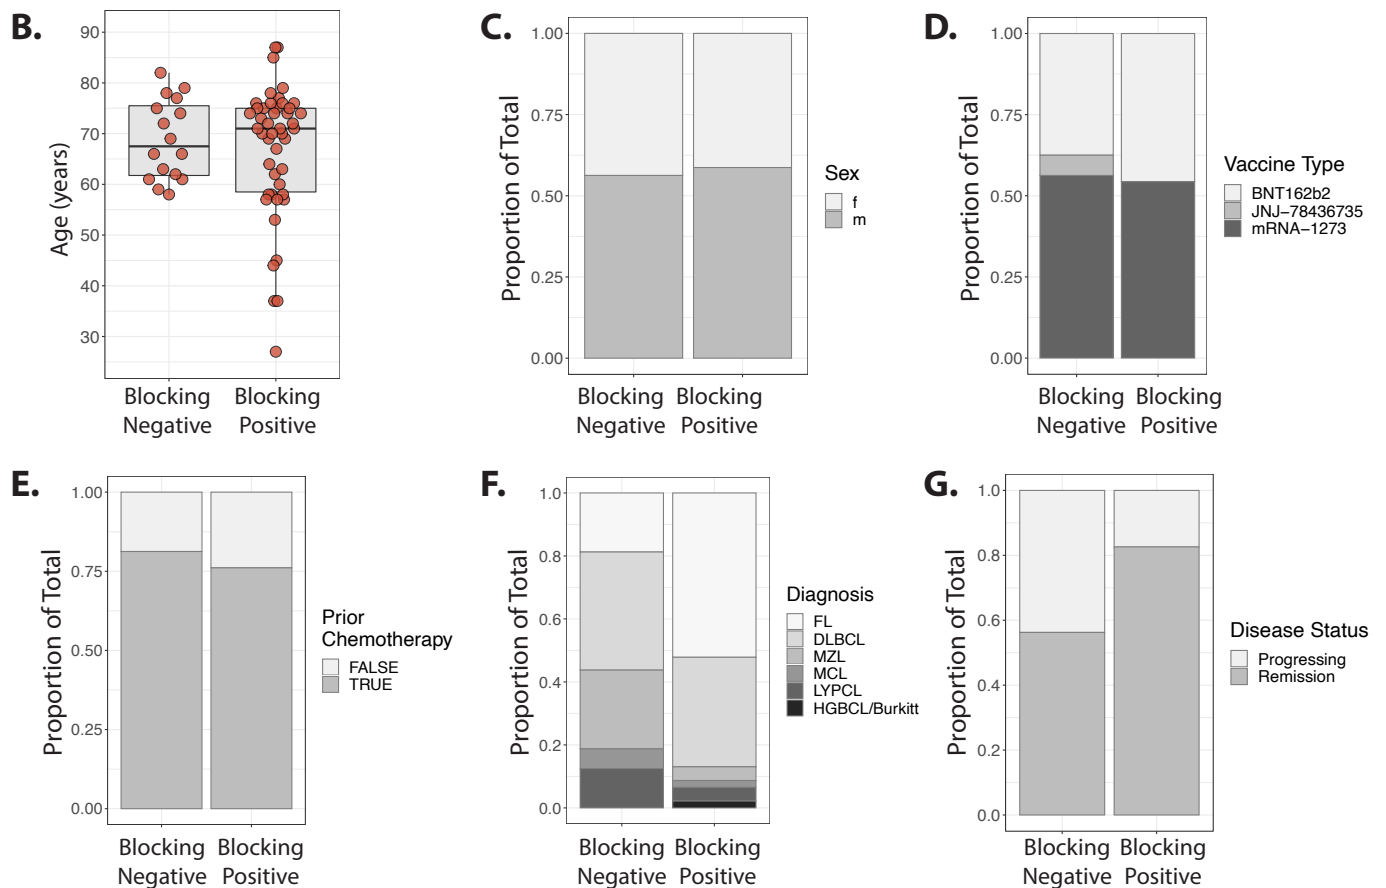 B.
90
80
70
60
50
40
30
Age (years)
Blocking Blocking
Negative Positive
C.
1.00
0.75
0.50
0.25
0.00
Proportion of Total
Blocking Blocking
Negative Positive
Sex
f
m
D.
1.00
0.75
0.50
0.25
0.00
Proportion of Total
Blocking Blocking
Negative Positive
Vaccine Type
BNT162b2
JNJ−78436735
mRNA−1273
E.
1.00
0.75
0.50
0.25
0.00
Proportion of Total
Blocking Blocking
Negative Positive
Prior
Chemotherapy
FALSE
TRUE
F.
1.0
0.8
0.6
0.4
0.2
0.0
Proportion of Total
Blocking Blocking
Negative Positive
Diagnosis
FL
DLBCL
MZL
MCL
LYPCL
HGBCL/Burkitt
G.
1.0
0.8
0.6
0.4
0.2
0.0
Proportion of Total
Blocking Blocking
Negative Positive
Disease Status
Progressing
Remission